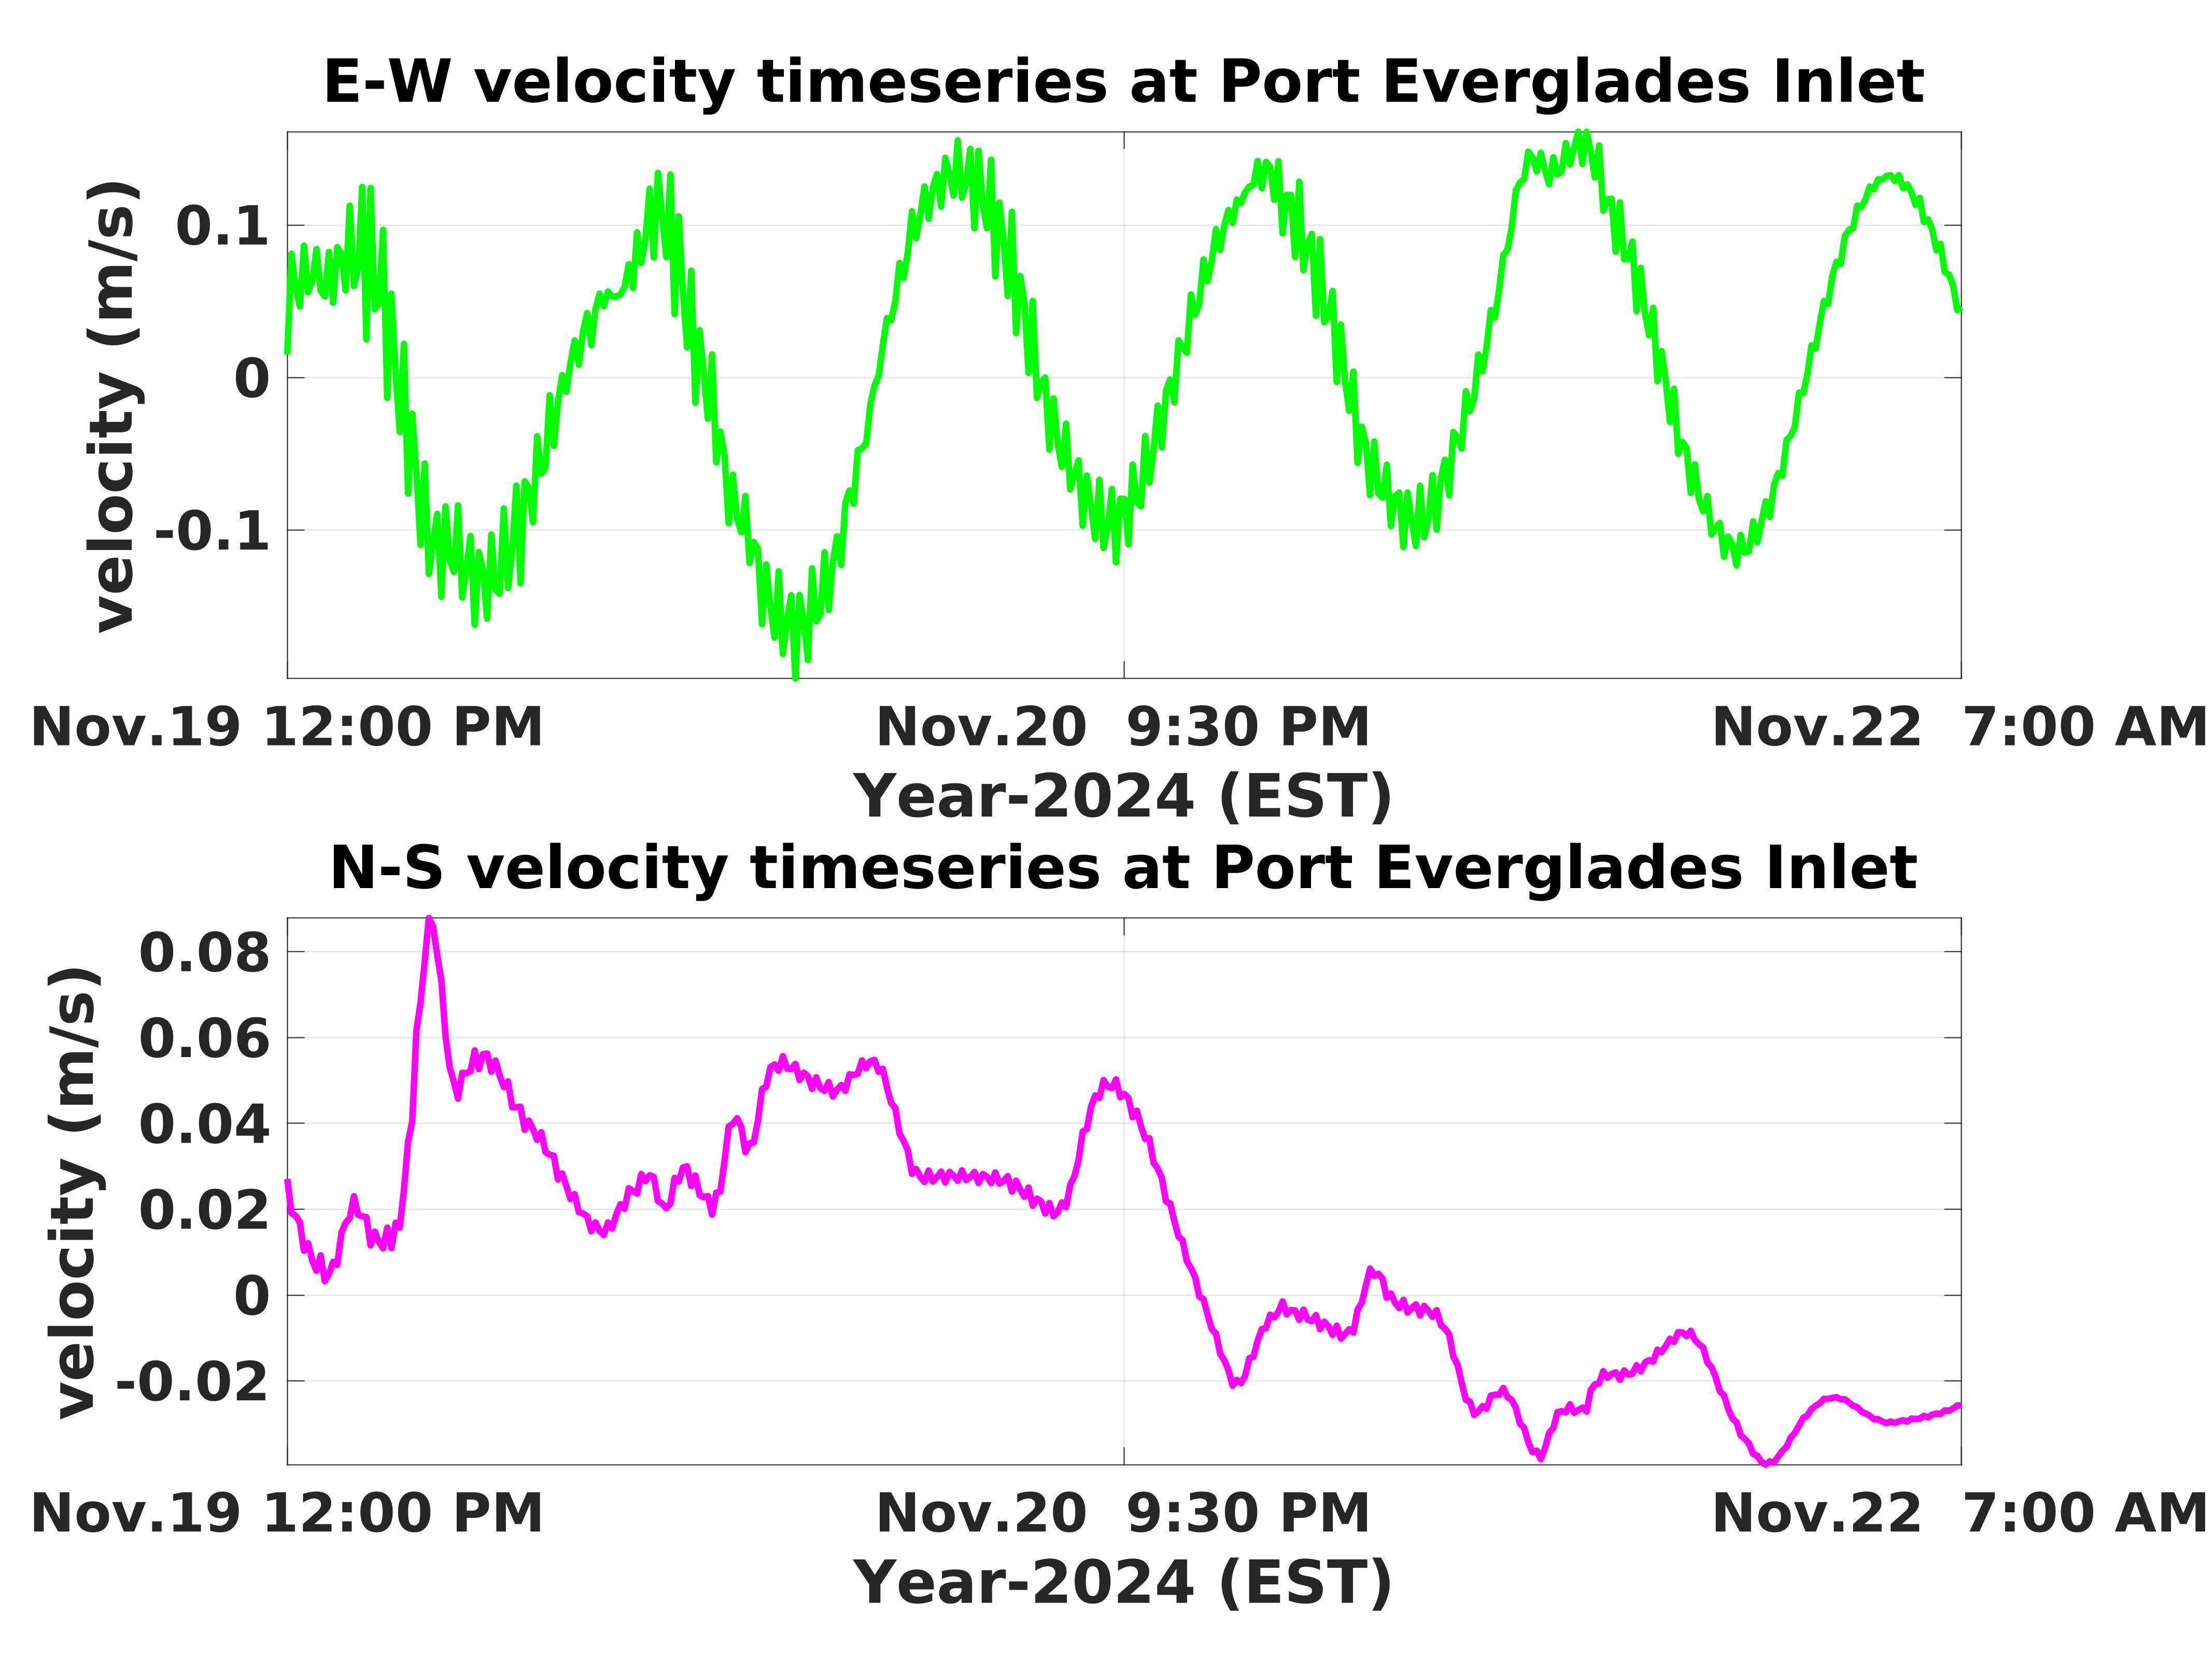 E-W velocity timeseries at Port Everglades Inlet
velocity (m/s)
0.1
0
-0.1
Nov.19 12:00 PM Nov.20  9:30 PM Nov.22  7:00 AM
Year-2024 (EST)
N-S velocity timeseries at Port Everglades Inlet
velocity (m/s)
0.08
0.06
0.04
0.02
0
-0.02
Nov.19 12:00 PM Nov.20  9:30 PM Nov.22  7:00 AM
Year-2024 (EST)